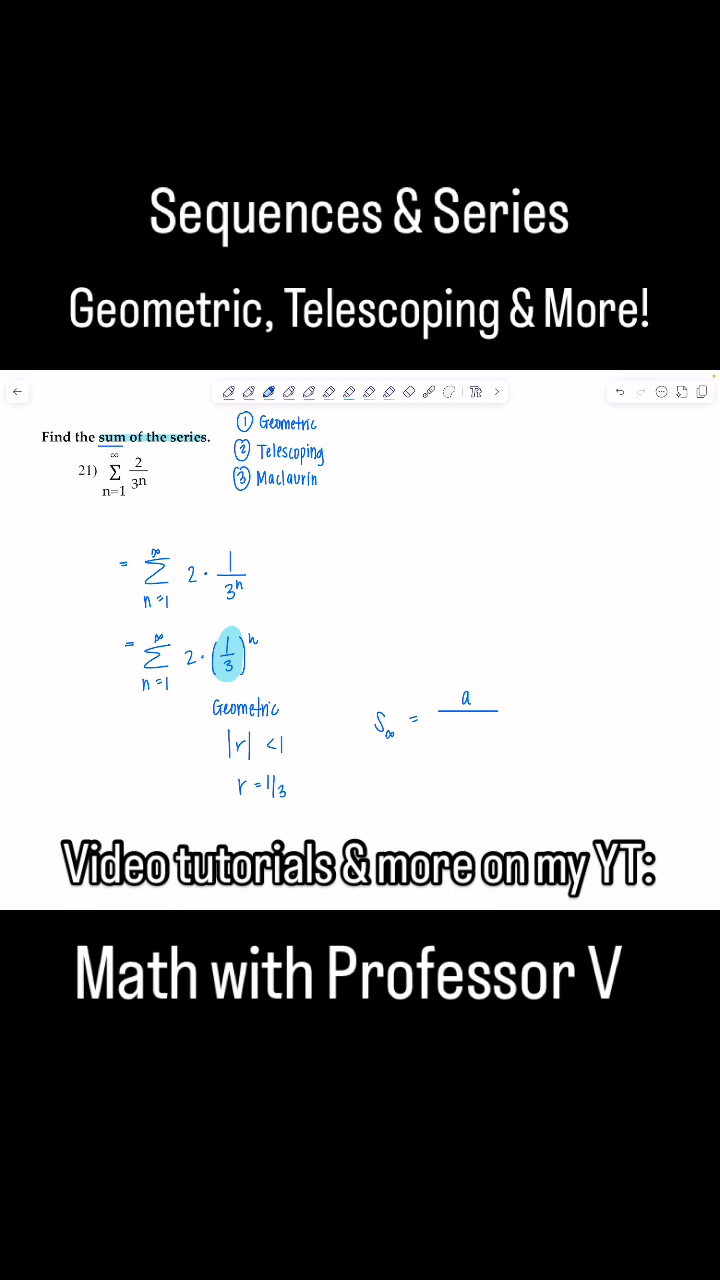 Sequences & Series
Geometric, Telescoping & More!
Find the sum of the series.
21) ∞ Σ n=1 2/3ⁿ
① Geometric
② Telescoping
③ Maclaurin
= ∞ Σ n=1 2 · 1/3ⁿ
= ∞ Σ n=1 2 · (1/3)ⁿ
Geometric
|r| < 1
r = 1/3
S∞ = a
Video tutorials & more on my YT:
Math with Professor V